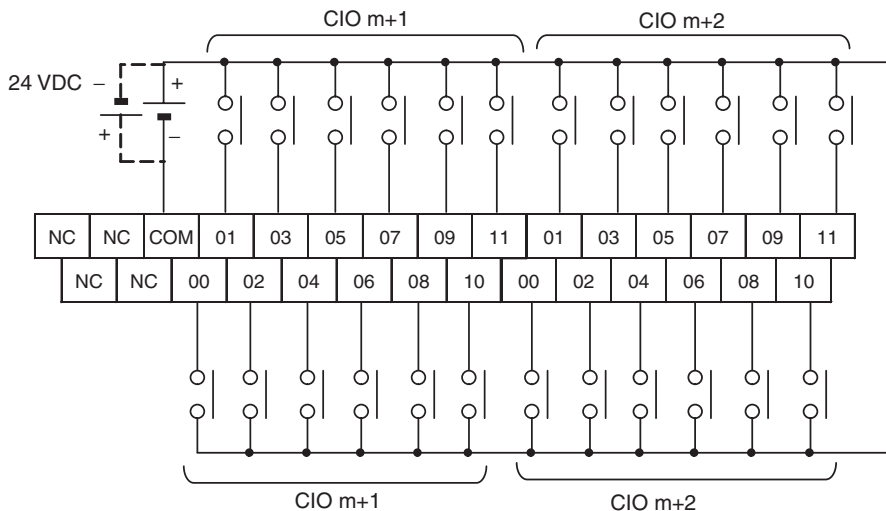 CIO m+1 CIO m+2
24 VDC – +
+ –
NC NC COM 01 03 05 07 09 11 01 03 05 07 09 11
NC NC 00 02 04 06 08 10 00 02 04 06 08 10
CIO m+1 CIO m+2